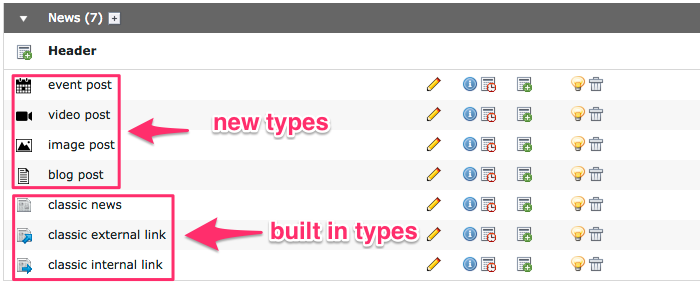 News (7)
Header
event post
video post
new types
image post
blog post
classic news
classic external link
built in types
classic internal link